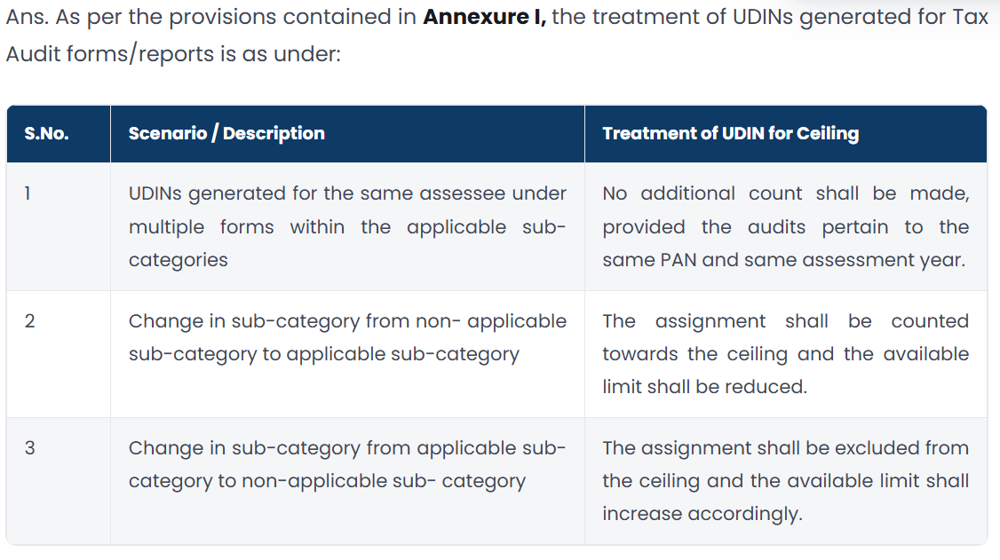 Ans. As per the provisions contained in Annexure I, the treatment of UDINs generated for Tax
Audit forms/reports is as under:
S.No.
Scenario / Description
Treatment of UDIN for Ceiling
1
UDINs generated for the same assessee under
multiple forms within the applicable sub-
categories
No additional count shall be made,
provided the audits pertain to the
same PAN and same assessment year.
2
Change in sub-category from non- applicable
sub-category to applicable sub-category
The assignment shall be counted
towards the ceiling and the available
limit shall be reduced.
3
Change in sub-category from applicable sub-
category to non-applicable sub- category
The assignment shall be excluded from
the ceiling and the available limit shall
increase accordingly.